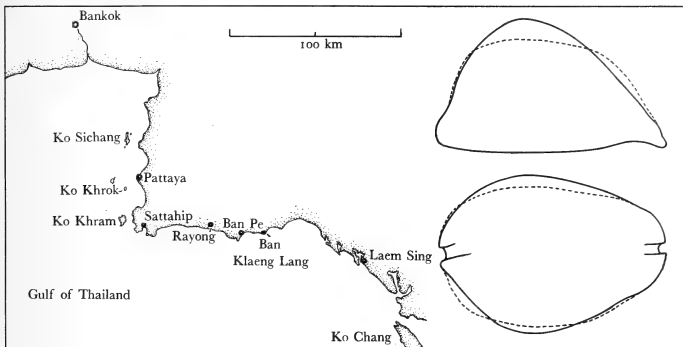 Bankok
100 km
Ko Sichang
Pattaya
Ko Khrok
Ko Khram
Sattahip
Ban Pe
Rayong
Ban
Klaeng Lang
Laem Sing
Gulf of Thailand
Ko Chang